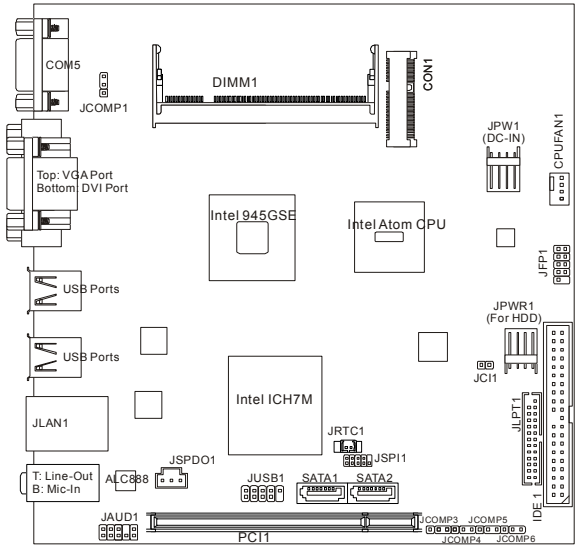 COM5
JCOMP1
DIMM1
CON1
JPW1
(DC-IN)
CPUFAN1
Top: VGA Port
Bottom: DVI Port
Intel 945GSE
Intel Atom CPU
JFP1
USB Ports
JPWR1
(For HDD)
USB Ports
JCI1
Intel ICH7M
JLAN1
JLPT1
JRTC1
JSPI1
JSPDO1
T: Line-Out
B: Mic-In
ALC888
JUSB1
SATA1
SATA2
IDE 1
JAUD1
PCI1
JCOMP3
JCOMP5
JCOMP4
JCOMP6